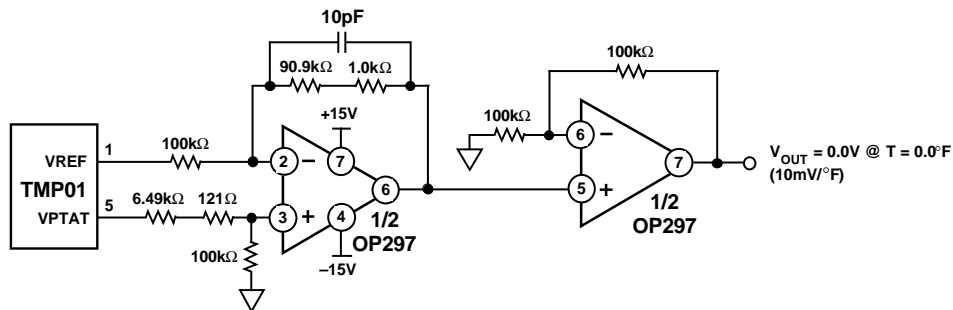 10pF
90.9kΩ 1.0kΩ
100kΩ
+15V
100kΩ
100kΩ
VREF 1
TMP01
VPTAT 5
6.49kΩ 121Ω
100kΩ
2 −
3 +
7
4
6
1/2
OP297
−15V
6 −
5 +
7
1/2
OP297
VOUT = 0.0V @ T = 0.0°F
(10mV/°F)